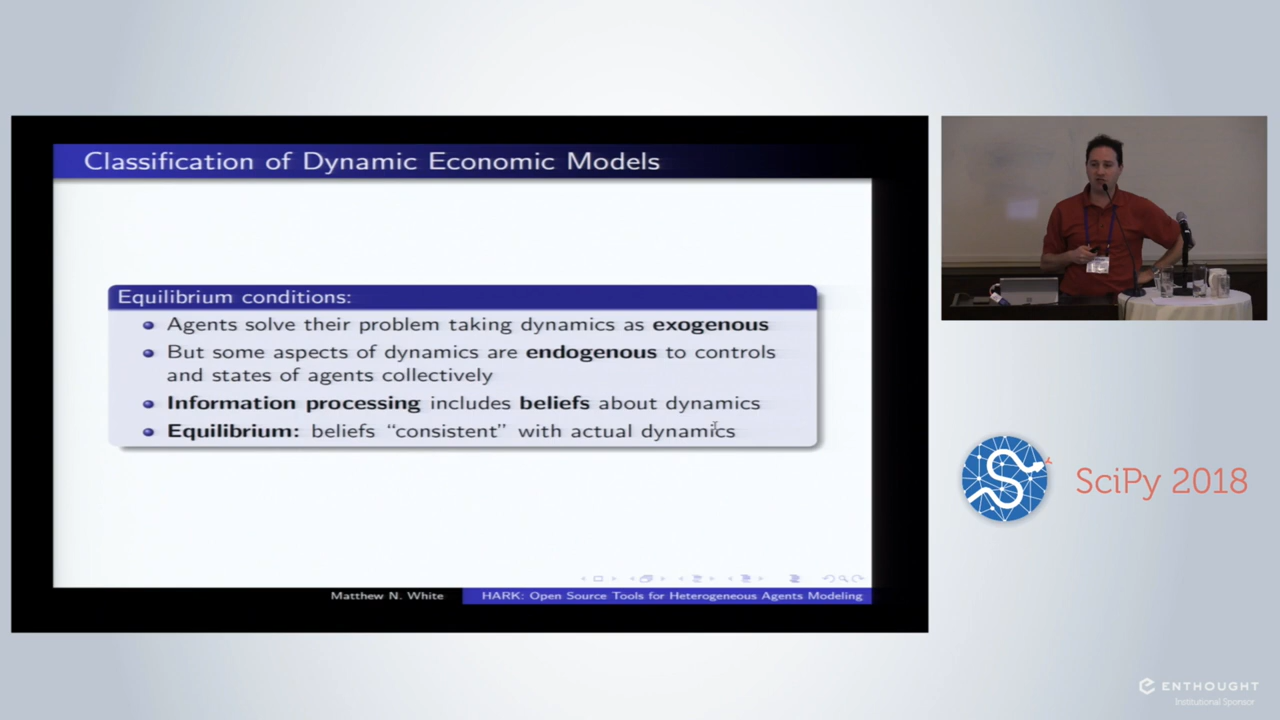 Classification of Dynamic Economic Models
Equilibrium conditions:
Agents solve their problem taking dynamics as exogenous
But some aspects of dynamics are endogenous to controls
and states of agents collectively
Information processing includes beliefs about dynamics
Equilibrium: beliefs “consistent” with actual dynamics
Matthew N. White
HARK: Open Source Tools for Heterogeneous Agents Modeling
SciPy 2018
ENTHOUGHT
Institutional Sponsor